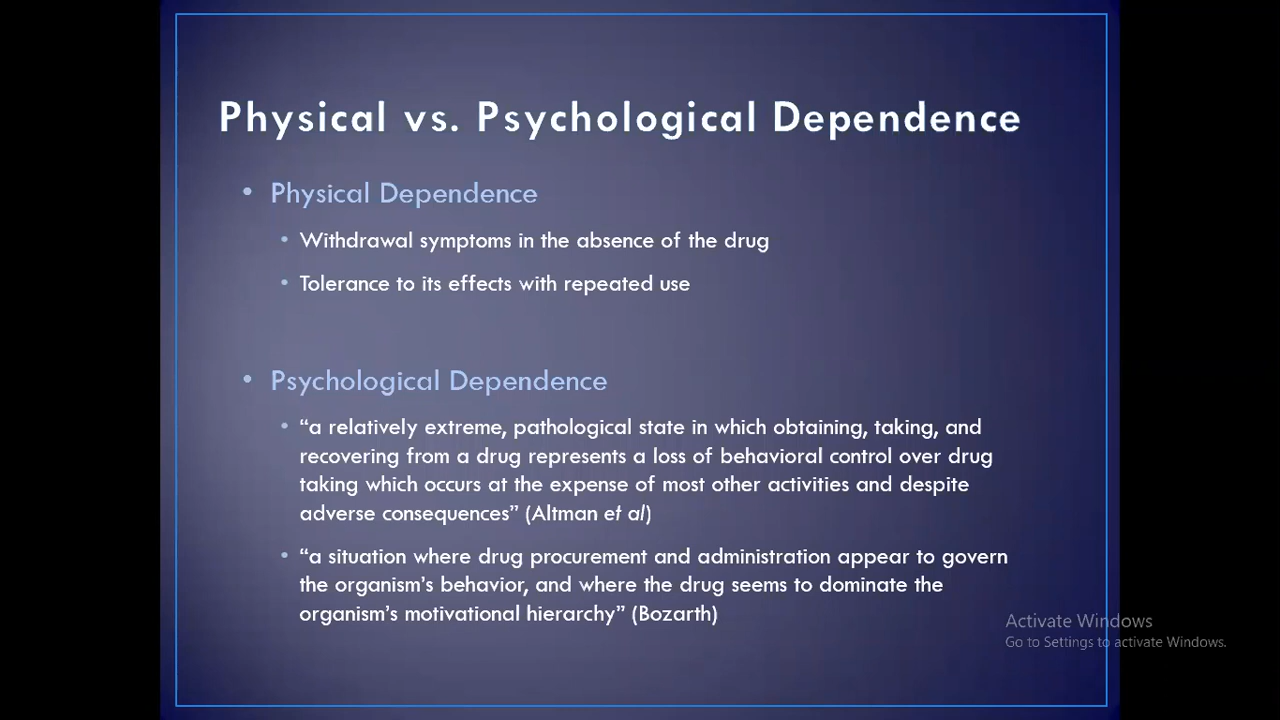 Physical vs. Psychological Dependence
• Physical Dependence
• Withdrawal symptoms in the absence of the drug
• Tolerance to its effects with repeated use
• Psychological Dependence
• “a relatively extreme, pathological state in which obtaining, taking, and
recovering from a drug represents a loss of behavioral control over drug
taking which occurs at the expense of most other activities and despite
adverse consequences” (Altman et al)
• “a situation where drug procurement and administration appear to govern
the organism’s behavior, and where the drug seems to dominate the
organism’s motivational hierarchy” (Bozarth)
Activate Windows
Go to Settings to activate Windows.